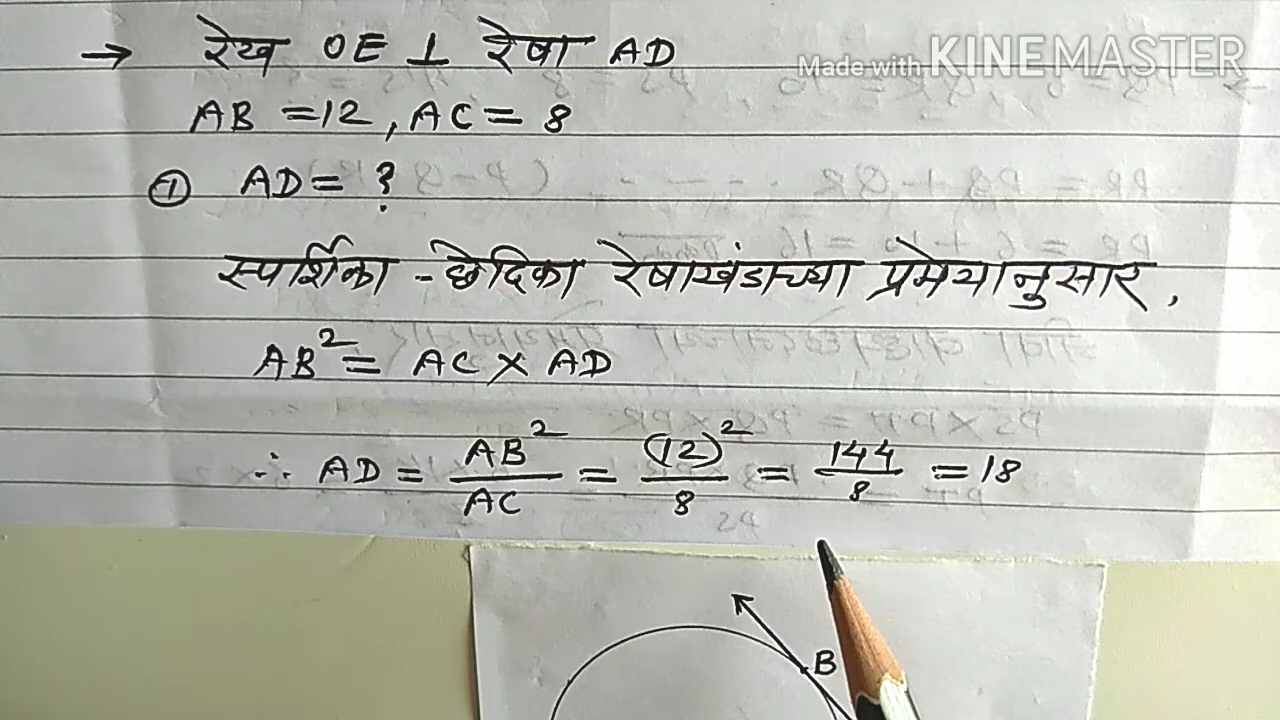 → रेख OE ⊥ रेषा AD
Made with KINEMASTER
AB = 12, AC = 8
① AD = ?
स्पर्शिका - छेदिका रेषाखंडाच्या प्रमेयानुसार,
AB² = AC × AD
∴ AD = AB²/AC = (12)²/8 = 144/8 = 18
B